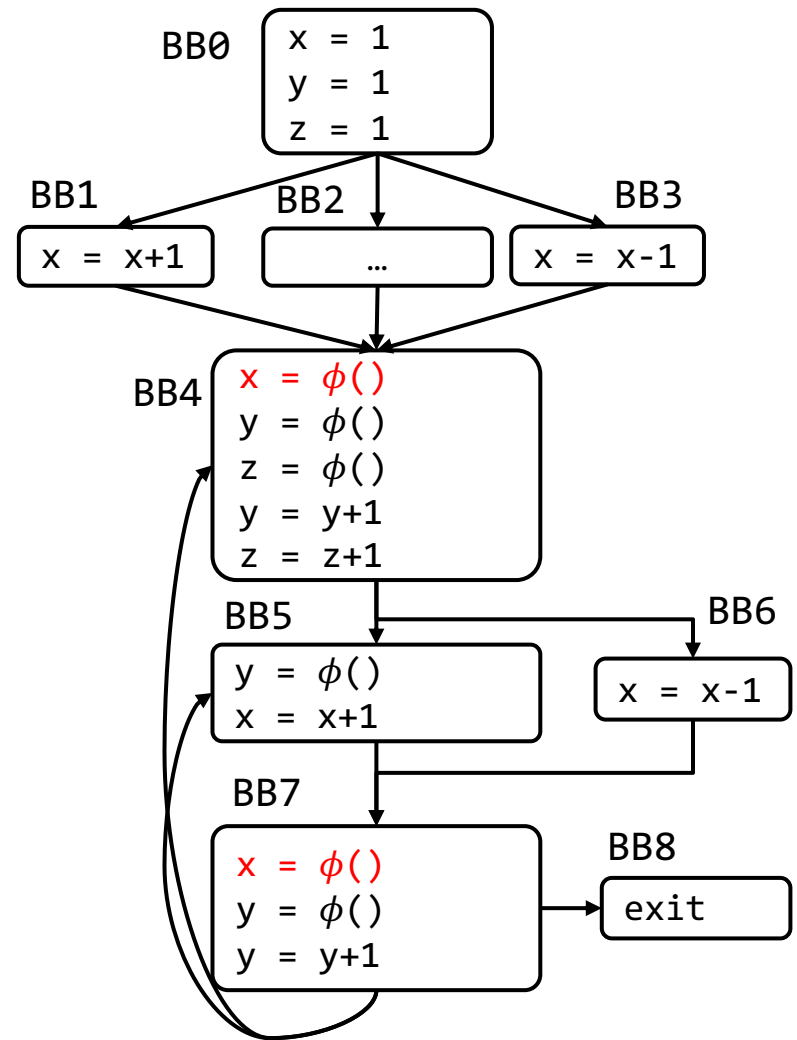 BB0
x = 1
y = 1
z = 1
BB1
BB2
BB3
x = x+1
…
x = x-1
BB4
x = ϕ()
y = ϕ()
z = ϕ()
y = y+1
z = z+1
BB5
BB6
y = ϕ()
x = x+1
x = x-1
BB7
BB8
x = ϕ()
y = ϕ()
y = y+1
exit